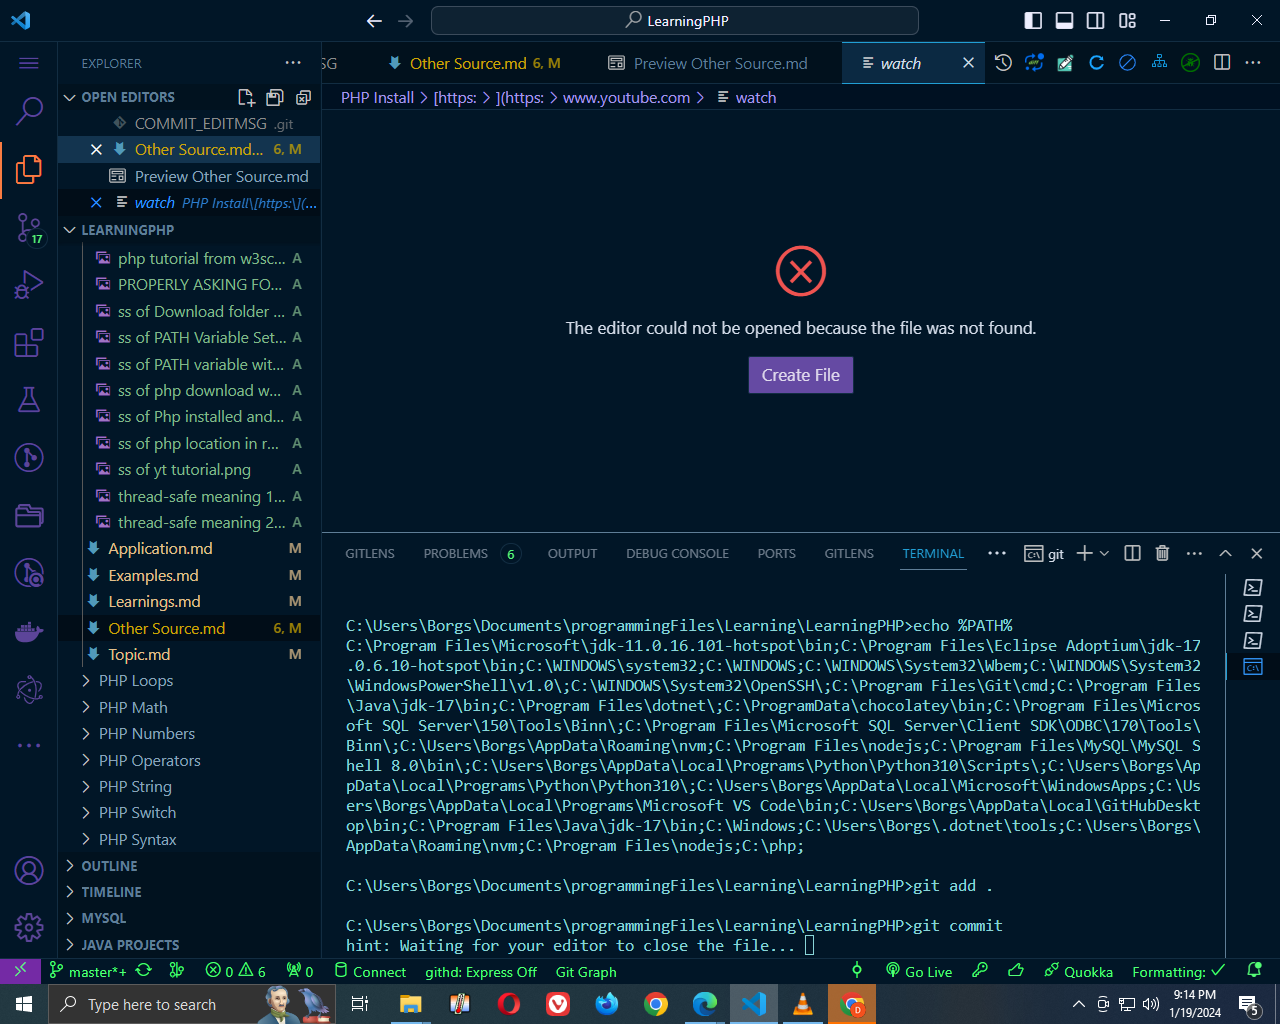 LearningPHP
EXPLORER
SG
Other Source.md 6, M
Preview Other Source.md
watch
OPEN EDITORS
PHP Install > [https: > ](https: > www.youtube.com > watch
COMMIT_EDITMSG .git
Other Source.md... 6, M
Preview Other Source.md
watch PHP Install\[https:\](...
LEARNINGPHP
php tutorial from w3sc... A
PROPERLY ASKING FO... A
ss of Download folder ... A
ss of PATH Variable Set... A
ss of PATH variable wit... A
ss of php download w... A
ss of Php installed and... A
ss of php location in r... A
ss of yt tutorial.png A
thread-safe meaning 1... A
thread-safe meaning 2... A
Application.md M
Examples.md M
Learnings.md M
Other Source.md 6, M
Topic.md M
PHP Loops
PHP Math
PHP Numbers
PHP Operators
PHP String
PHP Switch
PHP Syntax
OUTLINE
TIMELINE
MYSQL
JAVA PROJECTS
17
The editor could not be opened because the file was not found.
Create File
GITLENS PROBLEMS 6 OUTPUT DEBUG CONSOLE PORTS GITLENS TERMINAL git
C:\Users\Borgs\Documents\programmingFiles\Learning\LearningPHP>echo %PATH%
C:\Program Files\Microsoft\jdk-11.0.16.101-hotspot\bin;C:\Program Files\Eclipse Adoptium\jdk-17
.0.6.10-hotspot\bin;C:\WINDOWS\system32;C:\WINDOWS;C:\WINDOWS\System32\Wbem;C:\WINDOWS\System32
\WindowsPowerShell\v1.0\;C:\WINDOWS\System32\OpenSSH\;C:\Program Files\Git\cmd;C:\Program Files
\Java\jdk-17\bin;C:\Program Files\dotnet\;C:\ProgramData\chocolatey\bin;C:\Program Files\Micros
oft SQL Server\150\Tools\Binn\;C:\Program Files\Microsoft SQL Server\Client SDK\ODBC\170\Tools\
Binn\;C:\Users\Borgs\AppData\Roaming\nvm;C:\Program Files\nodejs;C:\Program Files\MySQL\MySQL S
hell 8.0\bin\;C:\Users\Borgs\AppData\Local\Programs\Python\Python310\Scripts\;C:\Users\Borgs\Ap
pData\Local\Programs\Python\Python310\;C:\Users\Borgs\AppData\Local\Microsoft\WindowsApps;C:\Us
ers\Borgs\AppData\Local\Programs\Microsoft VS Code\bin;C:\Users\Borgs\AppData\Local\GitHubDeskt
op\bin;C:\Program Files\Java\jdk-17\bin;C:\Windows;C:\Users\Borgs\.dotnet\tools;C:\Users\Borgs\
AppData\Roaming\nvm;C:\Program Files\nodejs;C:\php;
C:\Users\Borgs\Documents\programmingFiles\Learning\LearningPHP>git add .
C:\Users\Borgs\Documents\programmingFiles\Learning\LearningPHP>git commit
hint: Waiting for your editor to close the file...
master*+ 0 6 0 Connect githd: Express Off Git Graph Go Live Quokka Formatting:
Type here to search
9:14 PM
1/19/2024
5